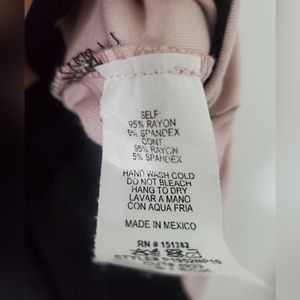 SELF:
95% RAYON
5% SPANDEX
CONT.
95% RAYON
5% SPANDEX
HAND WASH COLD
DO NOT BLEACH
HANG TO DRY
LAVAR A MANO
CON AQUA FRIA
MADE IN MEXICO
RN # 151382